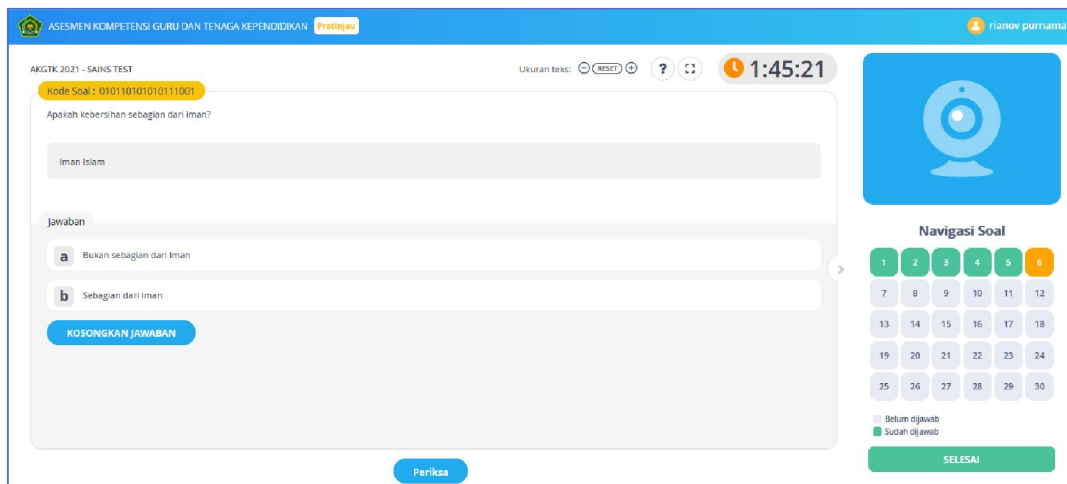 ASESMEN KOMPETENSI GURU DAN TENAGA KEPENDIDIKAN Pratinjau
rianov purnama
AKGTK 2021 - SAINS TEST
Ukuran teks: RESET
?
1:45:21
Kode Soal : 010110101010111001
Apakah kebersihan sebagian dari iman?
Iman Islam
Jawaban
a Bukan sebagian dari Iman
b Sebagian dari Iman
KOSONGKAN JAWABAN
Periksa
Navigasi Soal
1 2 3 4 5 6
7 8 9 10 11 12
13 14 15 16 17 18
19 20 21 22 23 24
25 26 27 28 29 30
Belum dijawab
Sudah dijawab
SELESAI